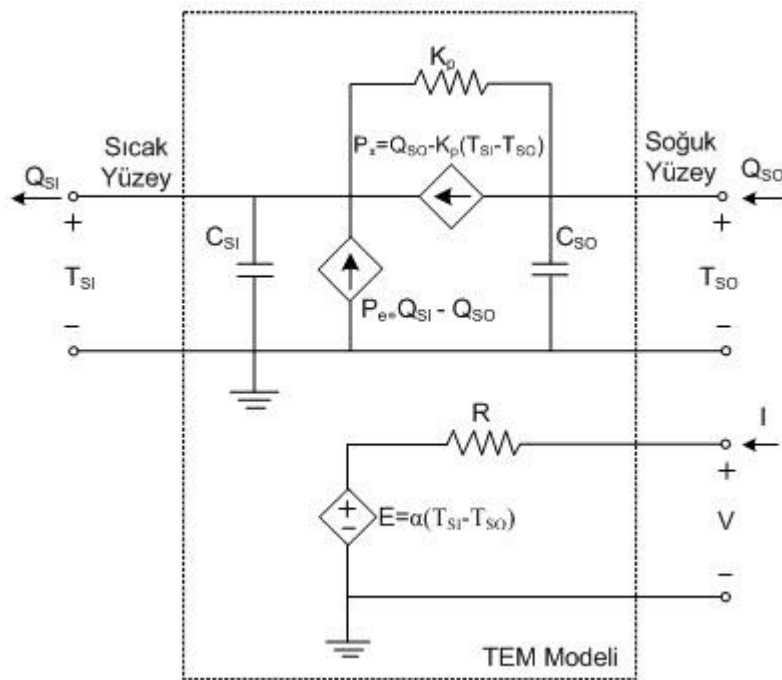 Kp
Sıcak
Yüzey
Px=QSO-Kp(TSI-TSO)
Soğuk
Yüzey
QSI
QSO
+
CSI
CSO
+
TSI
TSO
Pe=QSI - QSO
-
-
R
I
+
+
-
E=α(TSI-TSO)
V
-
TEM Modeli